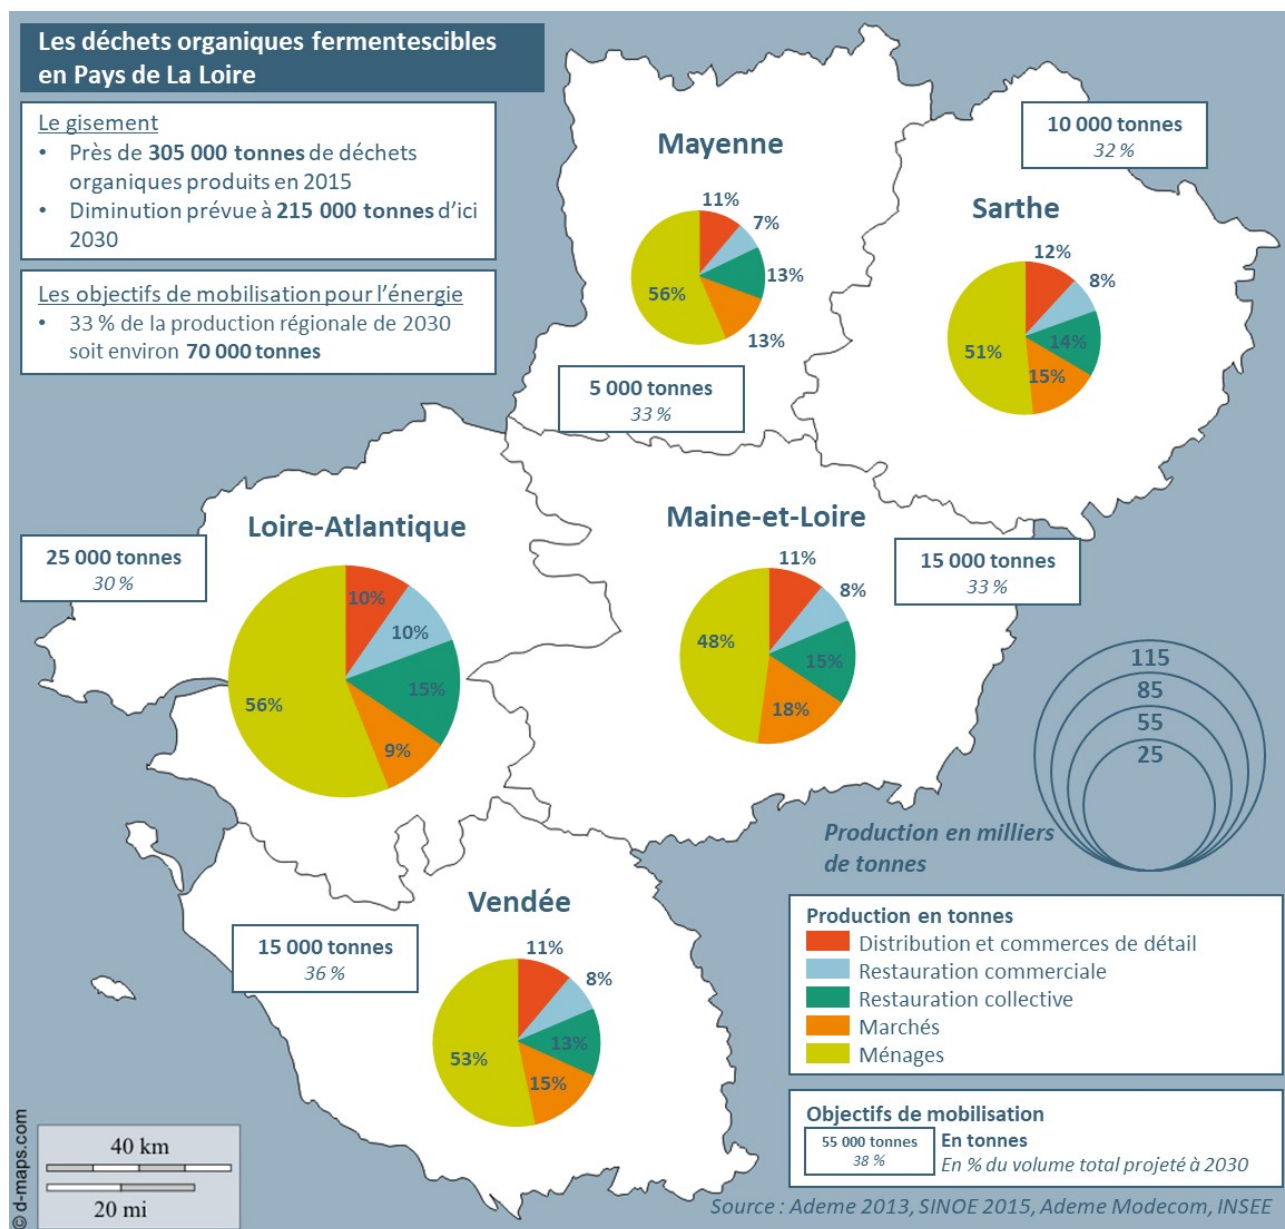 Les déchets organiques fermentescibles
en Pays de La Loire
Le gisement
• Près de 305 000 tonnes de déchets
organiques produits en 2015
• Diminution prévue à 215 000 tonnes d'ici
2030
Les objectifs de mobilisation pour l'énergie
• 33 % de la production régionale de 2030
soit environ 70 000 tonnes
Mayenne
11%
7%
13%
13%
56%
5 000 tonnes
33 %
10 000 tonnes
32 %
Sarthe
12%
8%
14%
15%
51%
Loire-Atlantique
25 000 tonnes
30 %
10%
10%
15%
9%
56%
Maine-et-Loire
11%
8%
15%
18%
48%
15 000 tonnes
33 %
115
85
55
25
Production en milliers
de tonnes
Vendée
15 000 tonnes
36 %
11%
8%
13%
15%
53%
Production en tonnes
Distribution et commerces de détail
Restauration commerciale
Restauration collective
Marchés
Ménages
Objectifs de mobilisation
55 000 tonnes
38 %
En tonnes
En % du volume total projeté à 2030
40 km
20 mi
© d-maps.com
Source : Ademe 2013, SINOE 2015, Ademe Modecom, INSEE